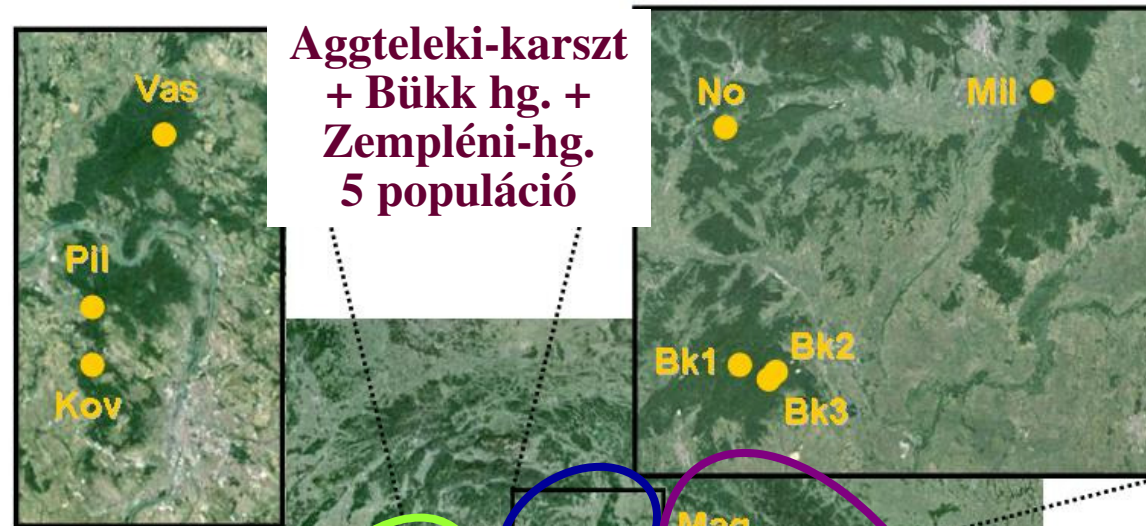 Aggteleki-karszt
+ Bükk hg. +
Zempléni-hg.
5 populáció
Vas
Pil
Kov
No
Mil
Bk1
Bk2
Bk3
Mag